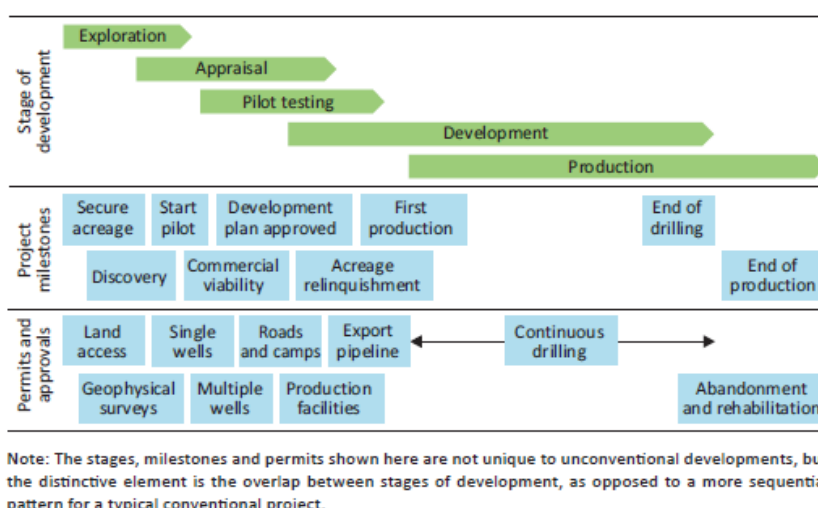 Stage of
development
Exploration
Appraisal
Pilot testing
Development
Production
Project
milestones
Secure
acreage
Start
pilot
Development
plan approved
First
production
End of
drilling
Discovery
Commercial
viability
Acreage
relinquishment
End of
production
Permits and
approvals
Land
access
Single
wells
Roads
and camps
Export
pipeline
Continuous
drilling
Geophysical
surveys
Multiple
wells
Production
facilities
Abandonment
and rehabilitation
Note: The stages, milestones and permits shown here are not unique to unconventional developments, bu
the distinctive element is the overlap between stages of development, as opposed to a more sequentia
pattern for a typical conventional project.